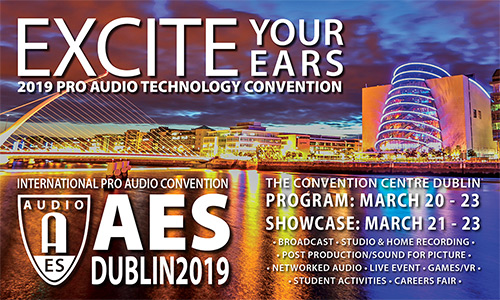 EXCITE YOUR EARS
2019 PRO AUDIO TECHNOLOGY CONVENTION
INTERNATIONAL PRO AUDIO CONVENTION
AUDIO
A
ES
AES
DUBLIN2019
THE CONVENTION CENTRE DUBLIN
PROGRAM: MARCH 20 - 23
SHOWCASE: MARCH 21 - 23
• BROADCAST • STUDIO & HOME RECORDING •
• POST PRODUCTION/SOUND FOR PICTURE •
• NETWORKED AUDIO • LIVE EVENT • GAMES/VR •
• STUDENT ACTIVITIES • CAREERS FAIR •